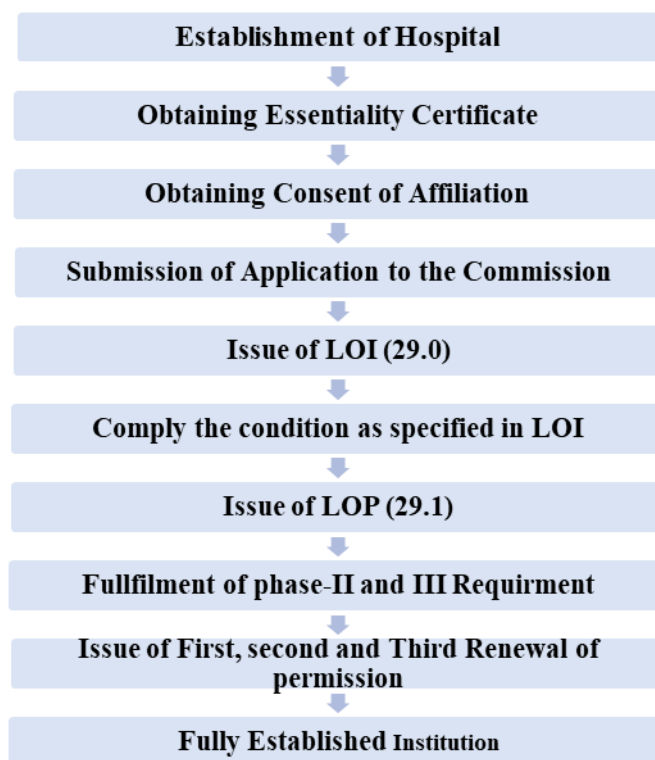 Establishment of Hospital
Obtaining Essentiality Certificate
Obtaining Consent of Affiliation
Submission of Application to the Commission
Issue of LOI (29.0)
Comply the condition as specified in LOI
Issue of LOP (29.1)
Fullfilment of phase-II and III Requirment
Issue of First, second and Third Renewal of
permission
Fully Established Institution